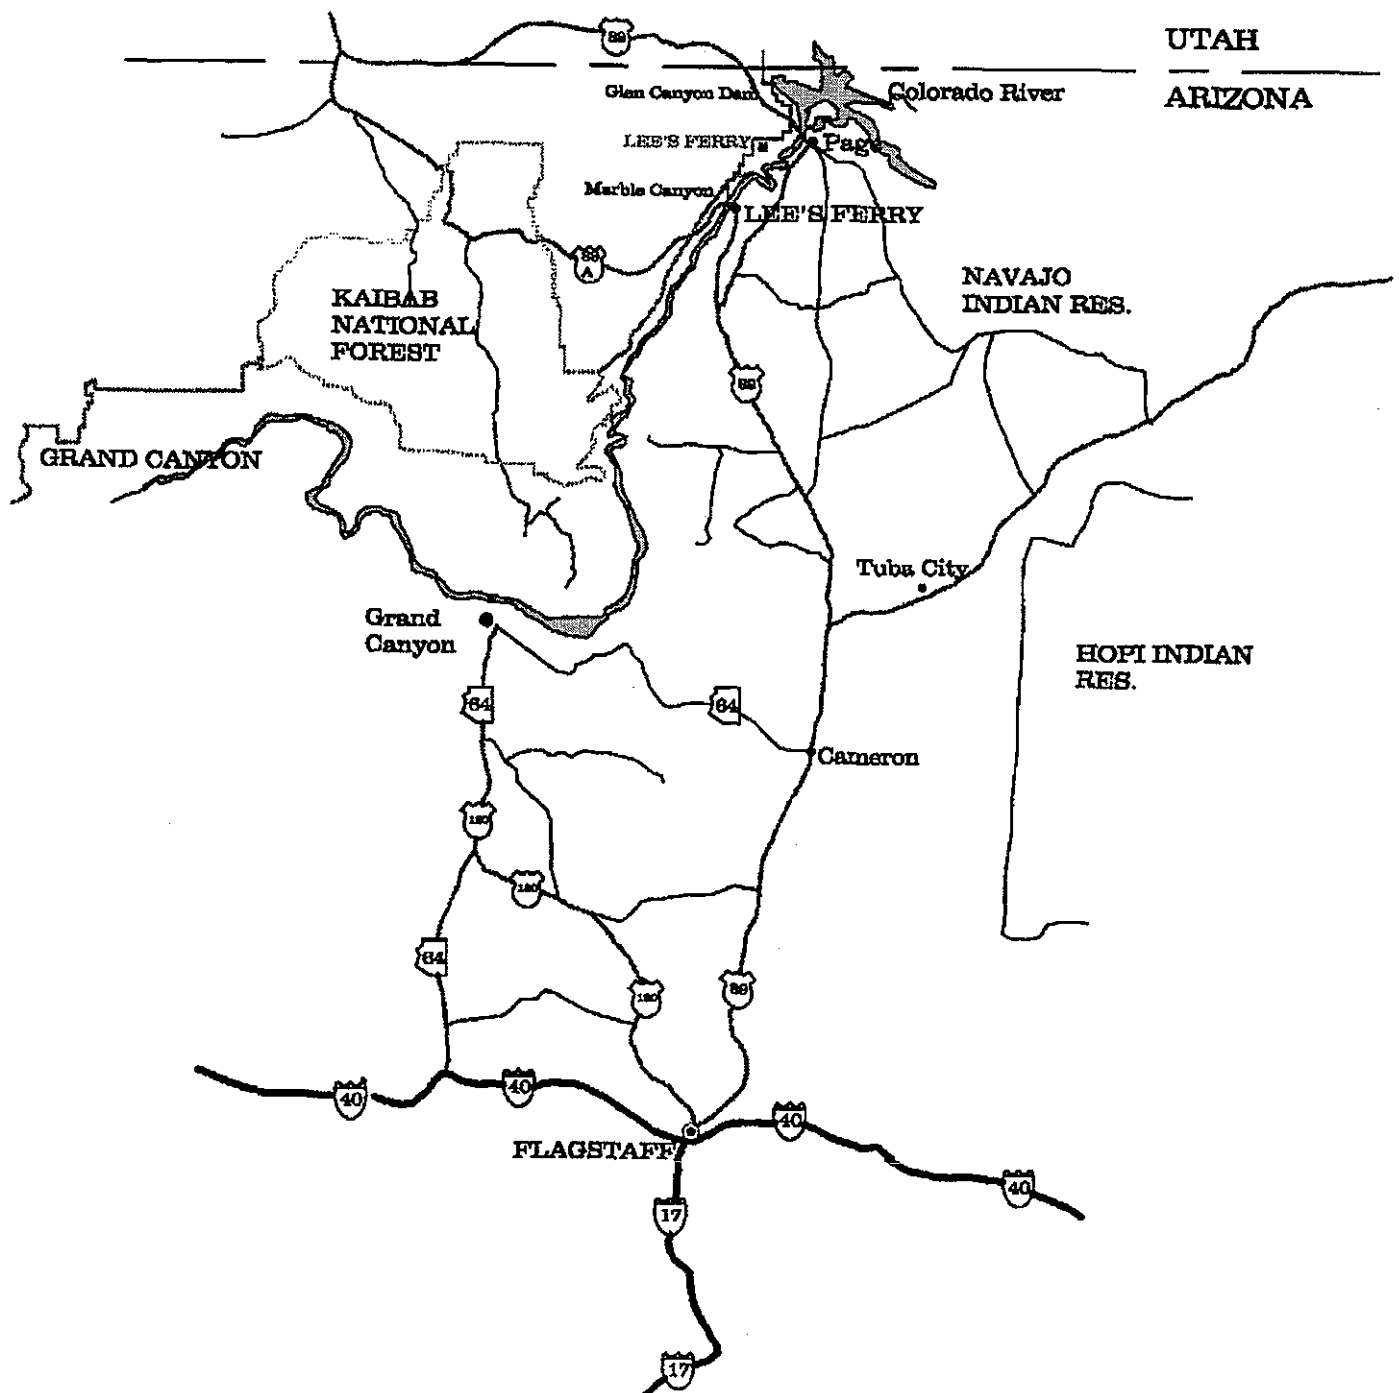 89
UTAH
Glen Canyon Dam
Colorado River
ARIZONA
LEE'S FERRY
Page
Marble Canyon
LEE'S FERRY
89
A
NAVAJO
INDIAN RES.
KAIBAB
NATIONAL
FOREST
89
GRAND CANYON
Tuba City
Grand
Canyon
HOPI INDIAN
RES.
64
64
Cameron
180
180
64
180
89
40
40
40
FLAGSTAFF
40
17
17